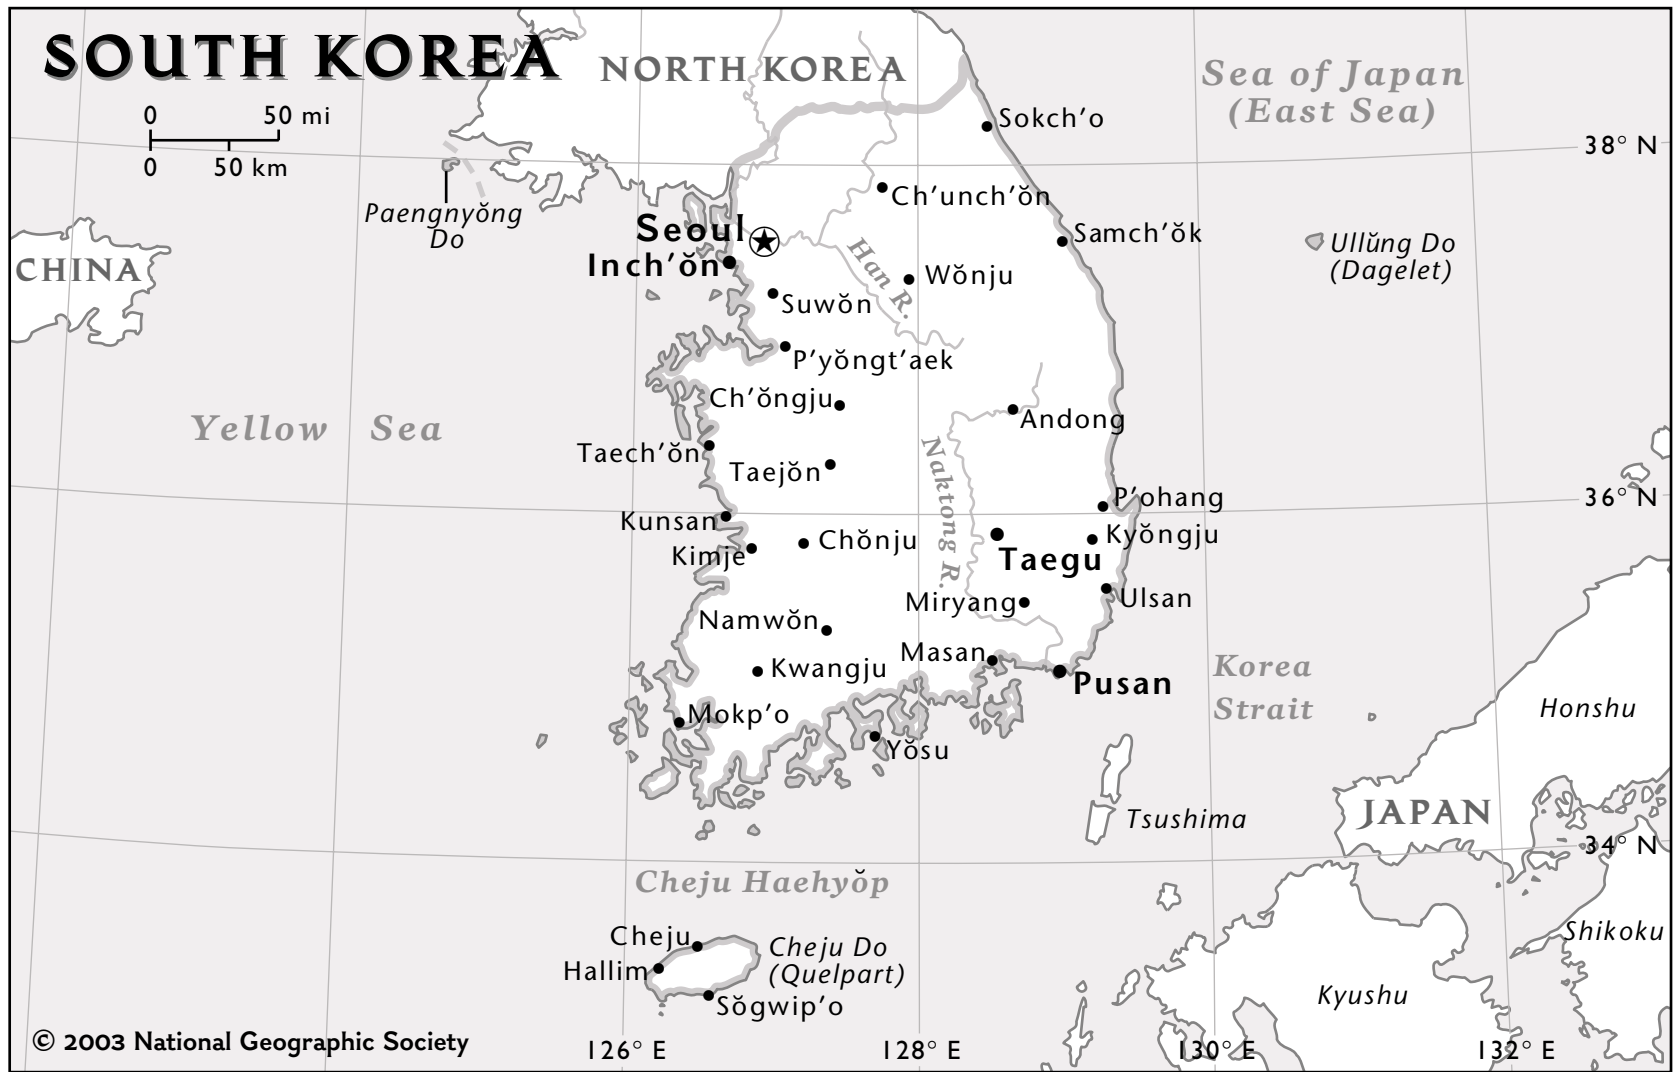 SOUTH KOREA
0 50 mi
0 50 km
NORTH KOREA
Sea of Japan
(East Sea)
Sokch'o
38° N
Paengnyŏng
Do
Ch'unch'ŏn
Seoul
Samch'ŏk
Ullŭng Do
(Dagelet)
CHINA
Inch'ŏn
Han R.
Wŏnju
Suwŏn
P'yŏngt'aek
Ch'ŏngju
Andong
Yellow Sea
Taech'ŏn
Taejŏn
Naktong R.
P'ohang
36° N
Kunsan
Chŏnju
Kyŏngju
Kimje
Taegu
Miryang
Ulsan
Namwŏn
Masan
Kwangju
Korea
Strait
Pusan
Mokp'o
Honshu
Yŏsu
Tsushima
JAPAN
34° N
Cheju Haehyŏp
Cheju
Cheju Do
(Quelpart)
Hallim
Shikoku
Sŏgwip'o
Kyushu
© 2003 National Geographic Society
126° E
128° E
130° E
132° E